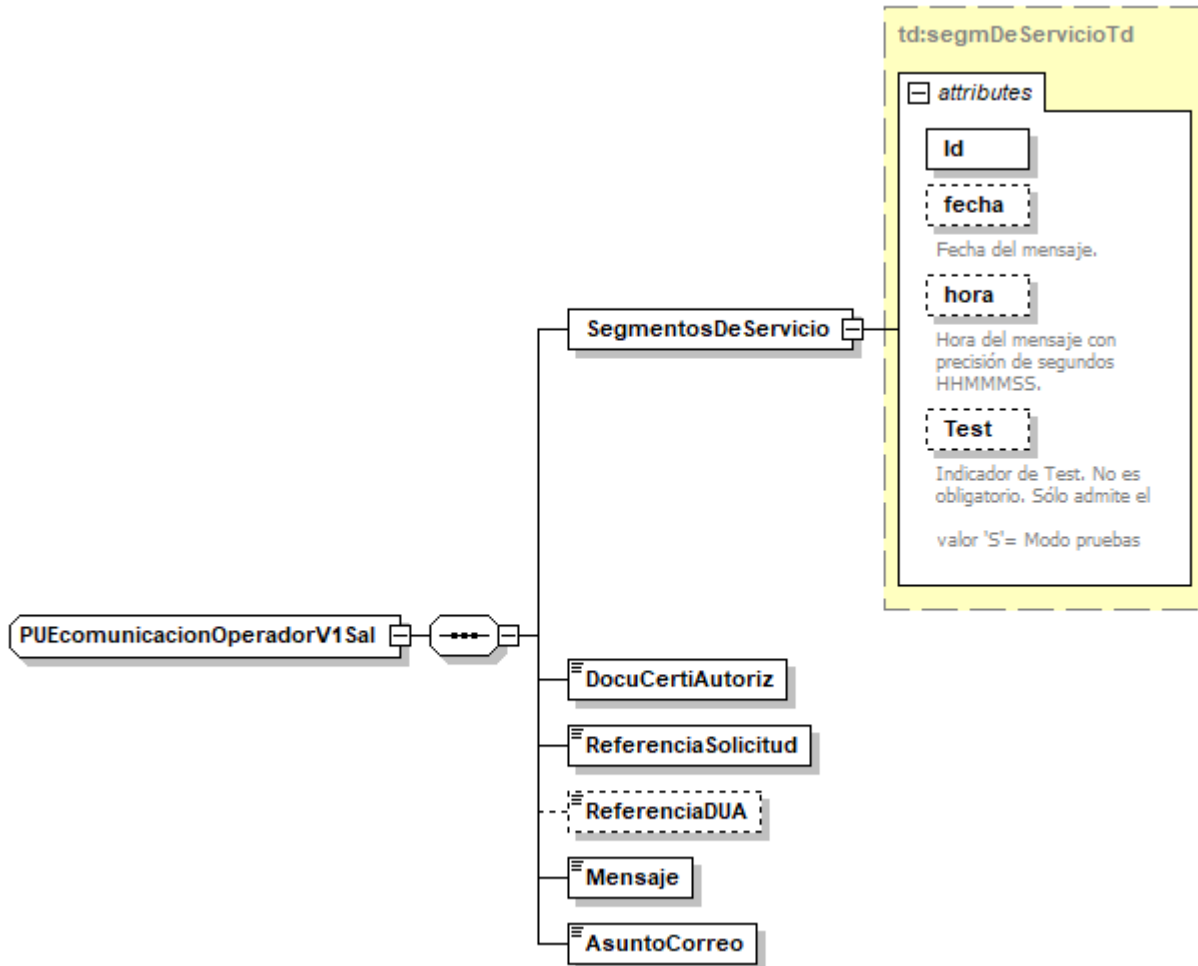 td:segmDeServicioTd
attributes
Id
fecha
Fecha del mensaje.
hora
Hora del mensaje con
precisión de segundos
HHMMMSS.
Test
Indicador de Test. No es
obligatorio. Sólo admite el
valor 'S'= Modo pruebas
SegmentosDeServicio
PUEcomunicacionOperadorV1Sal
DocuCertiAutoriz
ReferenciaSolicitud
ReferenciaDUA
Mensaje
AsuntoCorreo